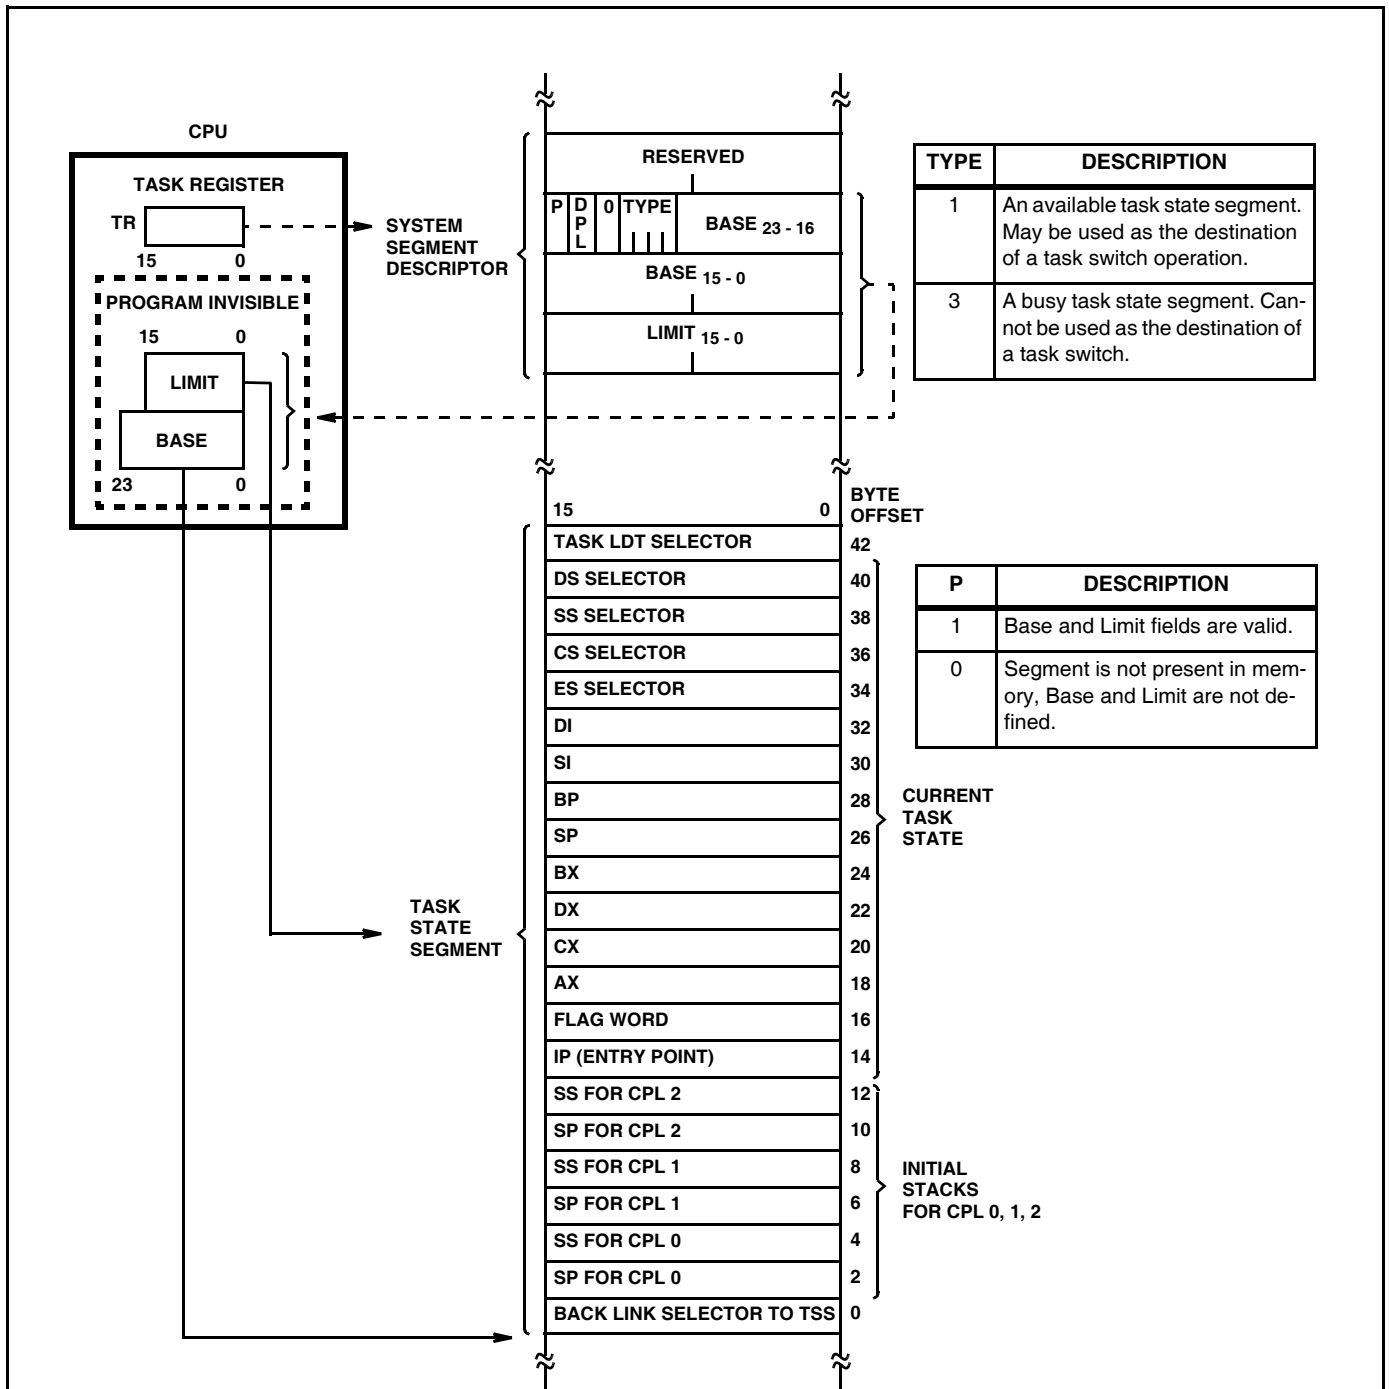 CPU
TASK REGISTER
TR
15 0
PROGRAM INVISIBLE
15 0
LIMIT
BASE
23 0
SYSTEM
SEGMENT
DESCRIPTOR
RESERVED
P DPL 0 TYPE BASE 23 - 16
BASE 15 - 0
LIMIT 15 - 0
TYPE DESCRIPTION
1 An available task state segment.
May be used as the destination
of a task switch operation.
3 A busy task state segment. Can-
not be used as the destination of
a task switch.
15 0
BYTE
OFFSET
TASK LDT SELECTOR 42
DS SELECTOR 40
SS SELECTOR 38
CS SELECTOR 36
ES SELECTOR 34
DI 32
SI 30
BP 28
SP 26
BX 24
DX 22
CX 20
AX 18
FLAG WORD 16
IP (ENTRY POINT) 14
SS FOR CPL 2 12
SP FOR CPL 2 10
SS FOR CPL 1 8
SP FOR CPL 1 6
SS FOR CPL 0 4
SP FOR CPL 0 2
BACK LINK SELECTOR TO TSS 0
TASK
STATE
SEGMENT
P DESCRIPTION
1 Base and Limit fields are valid.
0 Segment is not present in mem-
ory, Base and Limit are not de-
fined.
CURRENT
TASK
STATE
INITIAL
STACKS
FOR CPL 0, 1, 2